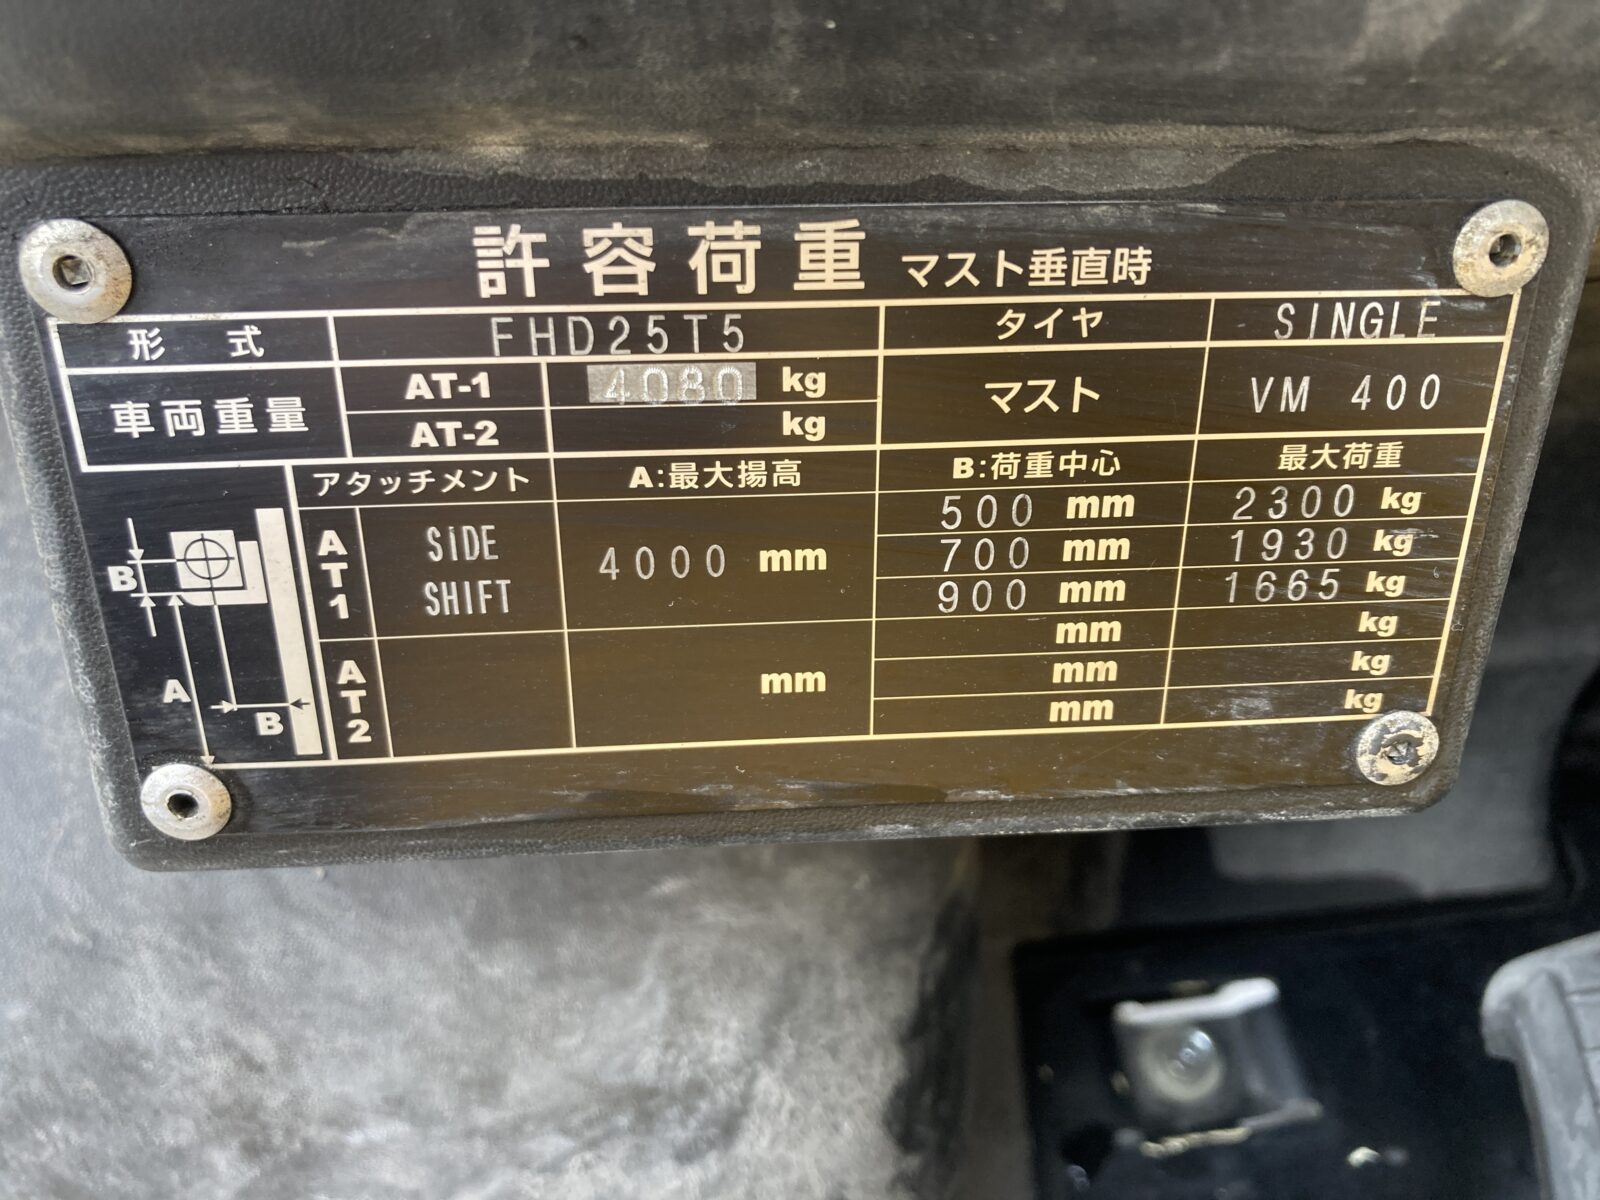 許容荷重 マスト垂直時
形式 FHD25T5 タイヤ SINGLE
車両重量 AT-1 4080 kg マスト VM 400
AT-2 kg
アタッチメント A:最大揚高 B:荷重中心 最大荷重
AT1 SIDE SHIFT 4000 mm 500 mm 2300 kg
700 mm 1930 kg
900 mm 1665 kg
mm kg
AT2 mm mm kg
mm kg
B
A
B